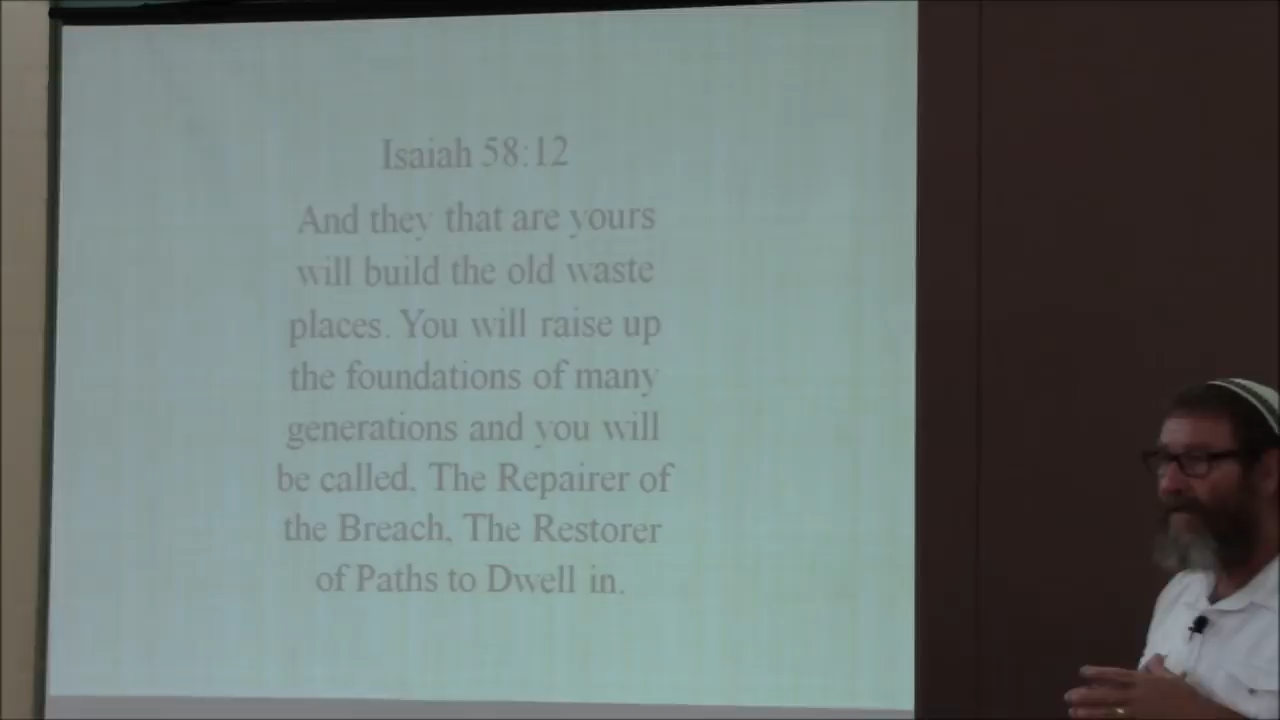 Isaiah 58:12
And they that are yours
will build the old waste
places. You will raise up
the foundations of many
generations and you will
be called, The Repairer of
the Breach, The Restorer
of Paths to Dwell in.